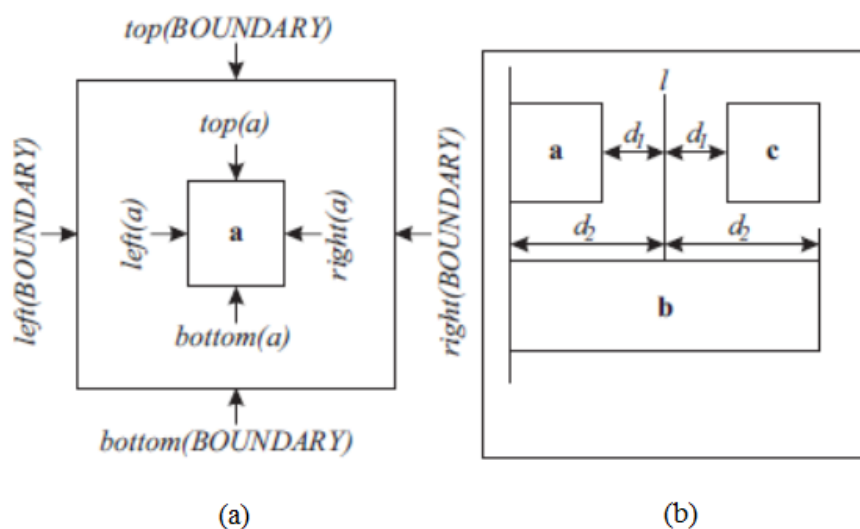 top(BOUNDARY)
top(a)
left(BOUNDARY)
left(a)
a
right(a)
right(BOUNDARY)
bottom(a)
bottom(BOUNDARY)
(a)
l
a
d₁
d₁
c
d₂
d₂
b
(b)